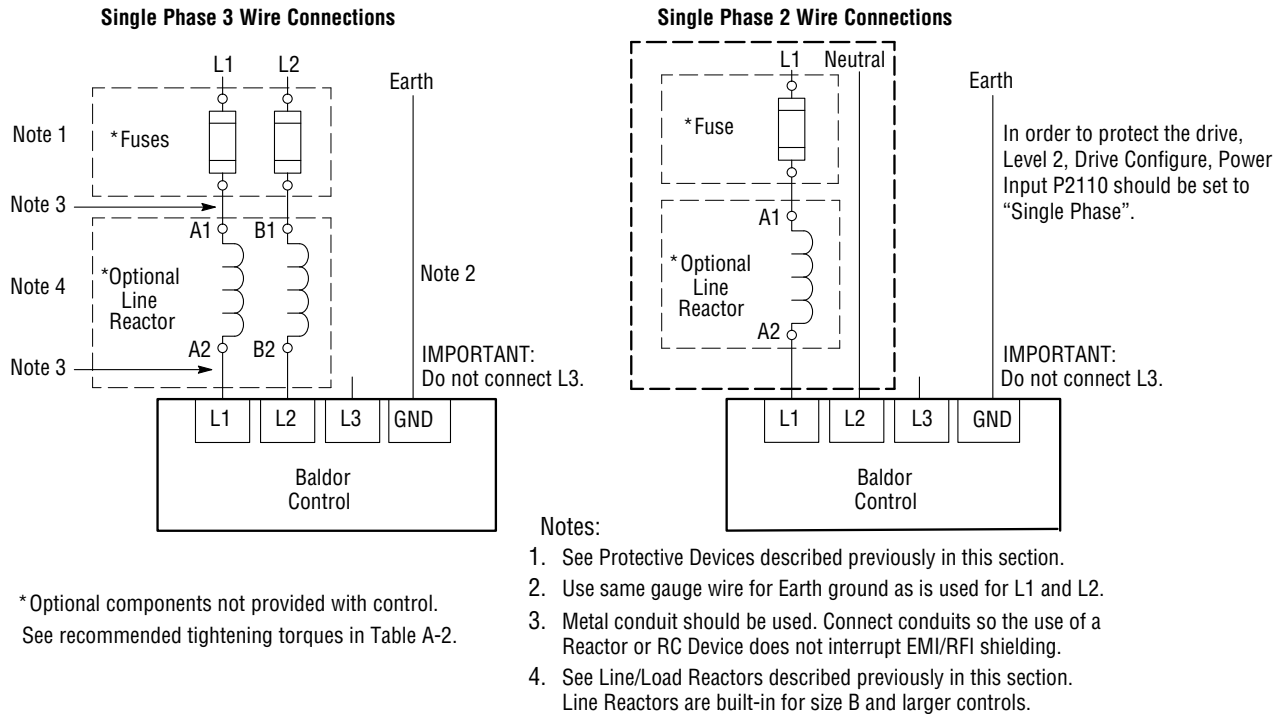 Single Phase 3 Wire Connections
L1 L2
Earth
Note 1
*Fuses
Note 3
A1 B1
Note 4
*Optional
Line
Reactor
Note 2
A2 B2
Note 3
IMPORTANT:
Do not connect L3.
L1 L2 L3 GND
Baldor
Control
Single Phase 2 Wire Connections
L1 Neutral
Earth
*Fuse
A1
*Optional
Line
Reactor
A2
In order to protect the drive,
Level 2, Drive Configure, Power
Input P2110 should be set to
“Single Phase”.
IMPORTANT:
Do not connect L3.
L1 L2 L3 GND
Baldor
Control
*Optional components not provided with control.
See recommended tightening torques in Table A-2.
Notes:
1. See Protective Devices described previously in this section.
2. Use same gauge wire for Earth ground as is used for L1 and L2.
3. Metal conduit should be used. Connect conduits so the use of a
Reactor or RC Device does not interrupt EMI/RFI shielding.
4. See Line/Load Reactors described previously in this section.
Line Reactors are built-in for size B and larger controls.